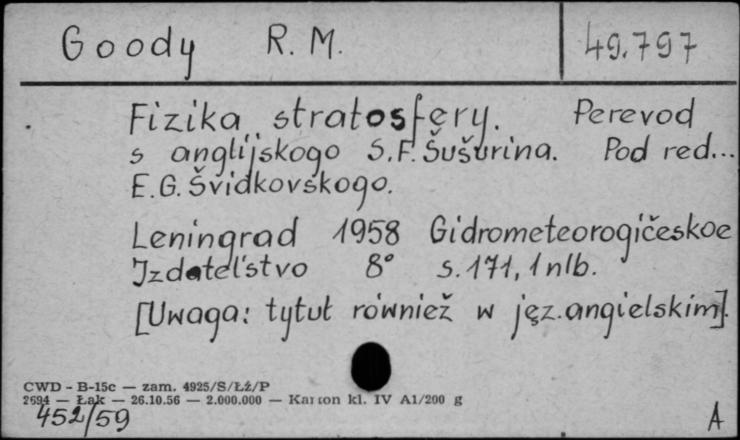 Goody R. M. 49.797
Fizika stratosfery. Perevod
s anglijskogo S.F. Šušurina. Pod red...
E.G. Švidkovskogo.
Leningrad 1958 Gidrometeorogičeskoe
Izdatel'stvo 8° s. 171, 1 nlb.
[Uwaga: tytuł również w jęz. angielskim].
CWD - B-15c — zam. 4925/S/Łź/P
2694 — Łąk — 26.10.56 — 2.000.000 — Karton kl. IV A1/200 g
452/59 A